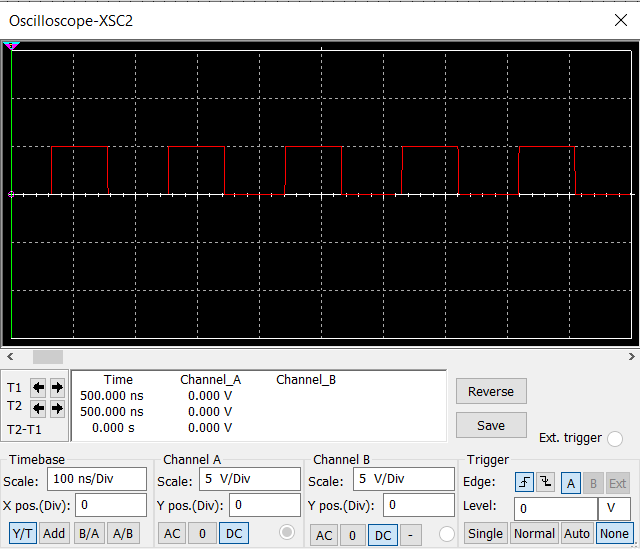 Oscilloscope-XSC2
T1
T2
T2-T1
Time Channel_A Channel_B
500.000 ns 0.000 V
500.000 ns 0.000 V
0.000 s 0.000 V
Reverse
Save
Ext. trigger
Timebase
Scale: 100 ns/Div
X pos.(Div): 0
Y/T Add B/A A/B
Channel A
Scale: 5 V/Div
Y pos.(Div): 0
AC 0 DC
Channel B
Scale: 5 V/Div
Y pos.(Div): 0
AC 0 DC -
Trigger
Edge: A B Ext
Level: 0 V
Single Normal Auto None